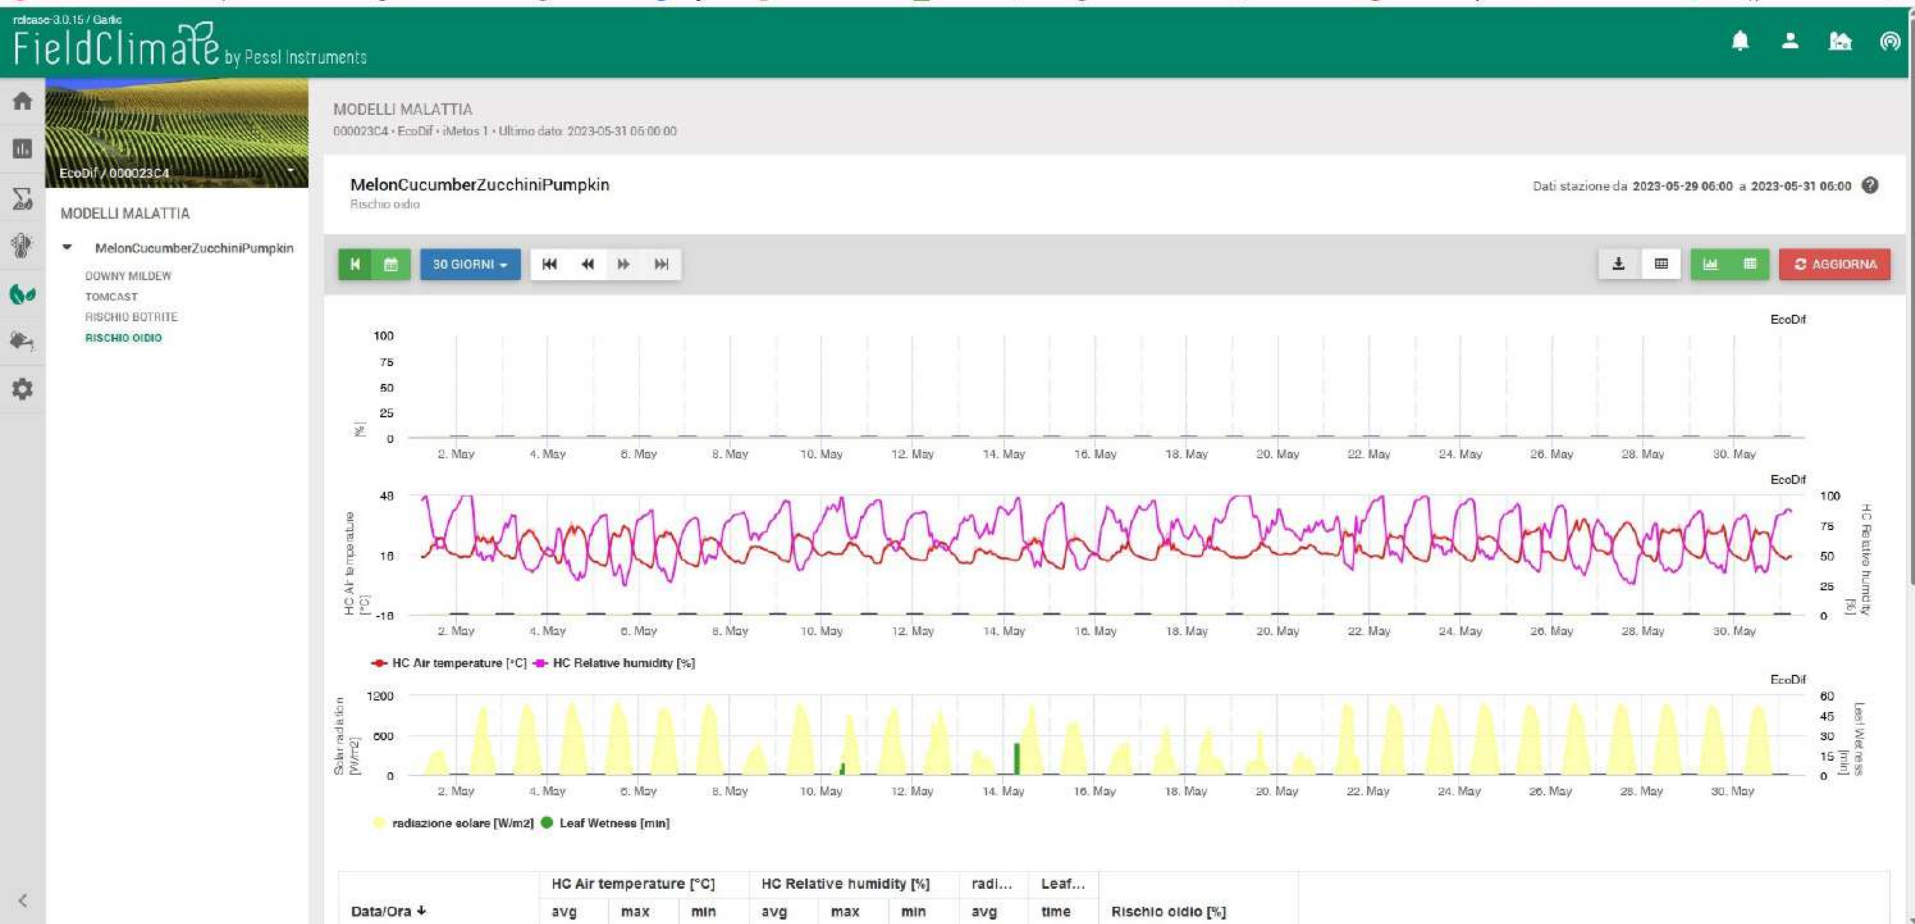 release-3.0.15 / Garlic
FieldClimate by Pessl Instruments
EcoDif / 000023C4
MODELLI MALATTIA
MelonCucumberZucchiniPumpkin
DOWNY MILDEW
TOMCAST
RISCHIO BOTRITE
RISCHIO OIDIO
MODELLI MALATTIA
000023C4 • EcoDif • iMetos 1 • Ultimo dato: 2023-05-31 06:00:00
MelonCucumberZucchiniPumpkin
Rischio oidio
Dati stazione da 2023-05-29 06:00 a 2023-05-31 06:00
30 GIORNI
AGGIORNA
EcoDif
100
75
50
25
0
[%]
2. May 4. May 6. May 8. May 10. May 12. May 14. May 16. May 18. May 20. May 22. May 24. May 26. May 28. May 30. May
EcoDif
HC Air temperature [°C]
48
16
-16
100
75
50
25
0
HC Relative humidity [%]
2. May 4. May 6. May 8. May 10. May 12. May 14. May 16. May 18. May 20. May 22. May 24. May 26. May 28. May 30. May
HC Air temperature [°C] HC Relative humidity [%]
EcoDif
Solar radiation [W/m2]
1200
600
0
60
45
30
15
0
Leaf Wetness [min]
2. May 4. May 6. May 8. May 10. May 12. May 14. May 16. May 18. May 20. May 22. May 24. May 26. May 28. May 30. May
radiazione solare [W/m2] Leaf Wetness [min]
HC Air temperature [°C] HC Relative humidity [%] radi... Leaf...
Data/Ora avg max min avg max min avg time Rischio oidio [%]